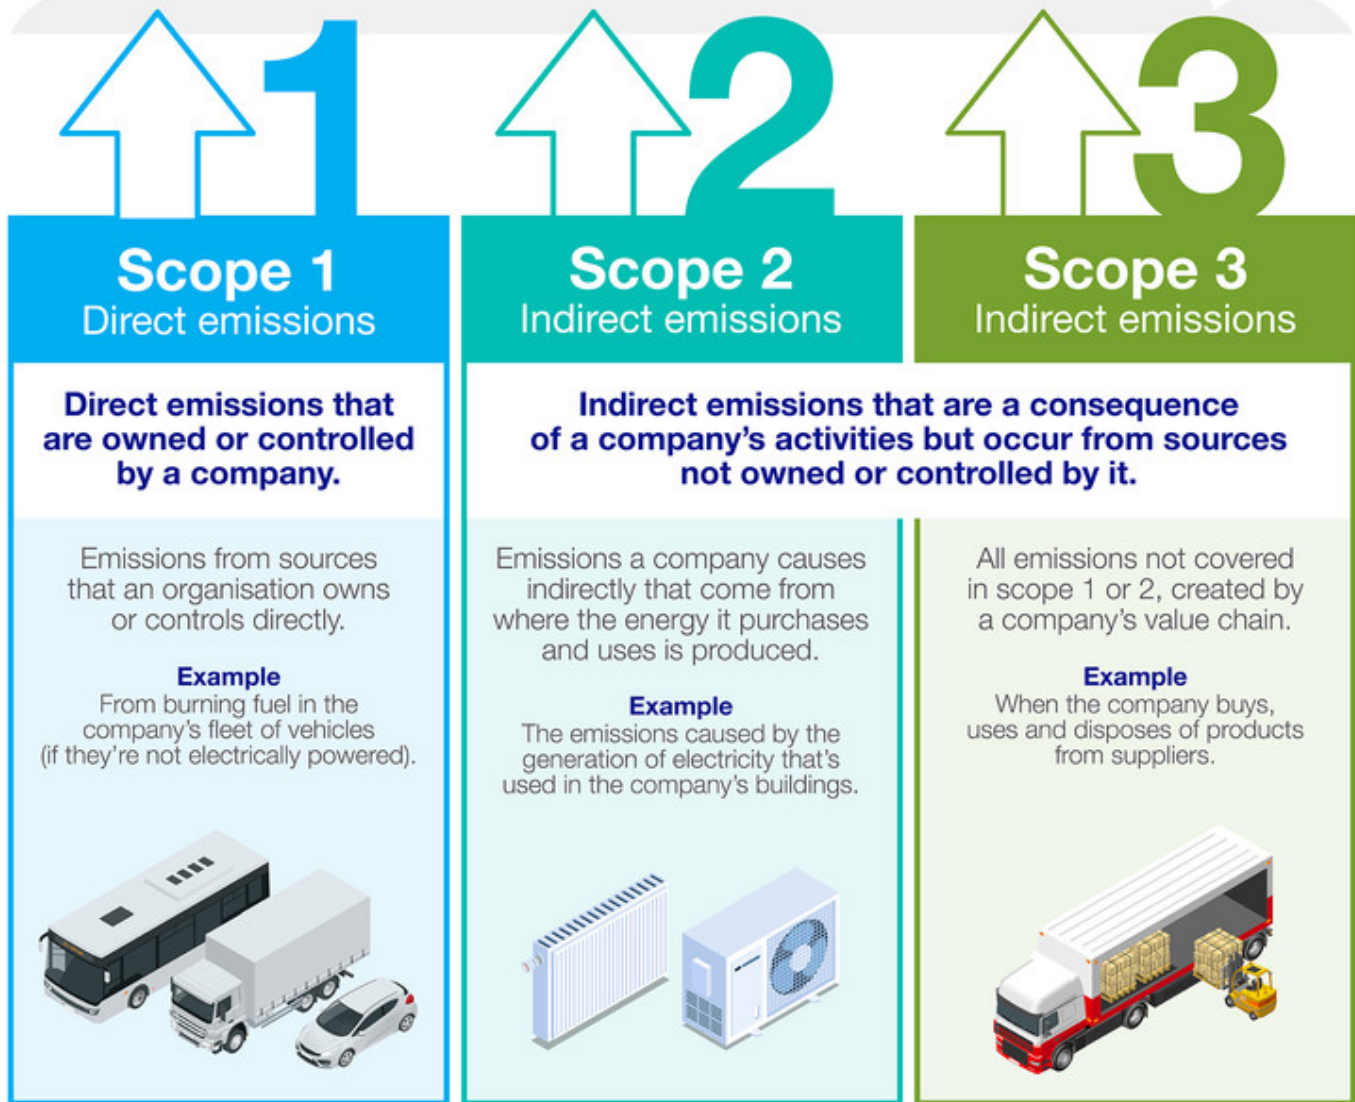 1
Scope 1
Direct emissions
Direct emissions that
are owned or controlled
by a company.
Emissions from sources
that an organisation owns
or controls directly.
Example
From burning fuel in the
company's fleet of vehicles
(if they're not electrically powered).
2
Scope 2
Indirect emissions
3
Scope 3
Indirect emissions
Indirect emissions that are a consequence
of a company's activities but occur from sources
not owned or controlled by it.
Emissions a company causes
indirectly that come from
where the energy it purchases
and uses is produced.
Example
The emissions caused by the
generation of electricity that's
used in the company's buildings.
All emissions not covered
in scope 1 or 2, created by
a company's value chain.
Example
When the company buys,
uses and disposes of products
from suppliers.